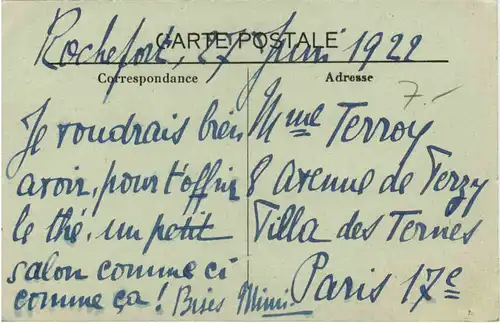 Rochefort, 27 Juin 1922
CARTE POSTALE
Correspondance
Adresse
7.-
Je voudrais bien
avoir, pour t'offrir
le thé, un petit
salon comme ci
comme ça! Bises Mimi
Mme Terroy
8 Avenue de Verzy
Villa des Ternes
Paris 17e